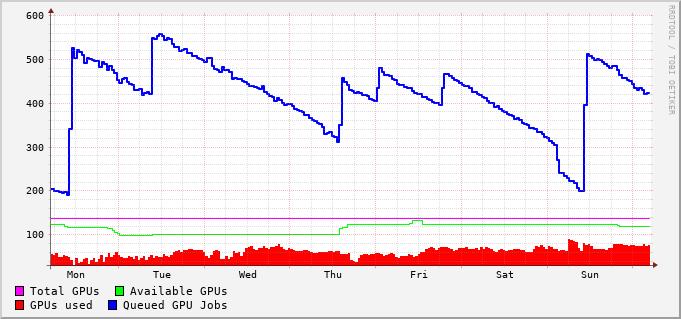 600
500
400
300
200
100
Mon Tue Wed Thu Fri Sat Sun
Total GPUs Available GPUs
GPUs used Queued GPU Jobs
RRDTOOL / TOBI OETIKER